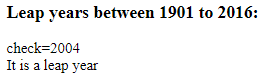 Leap years between 1901 to 2016:
check=2004
It is a leap year